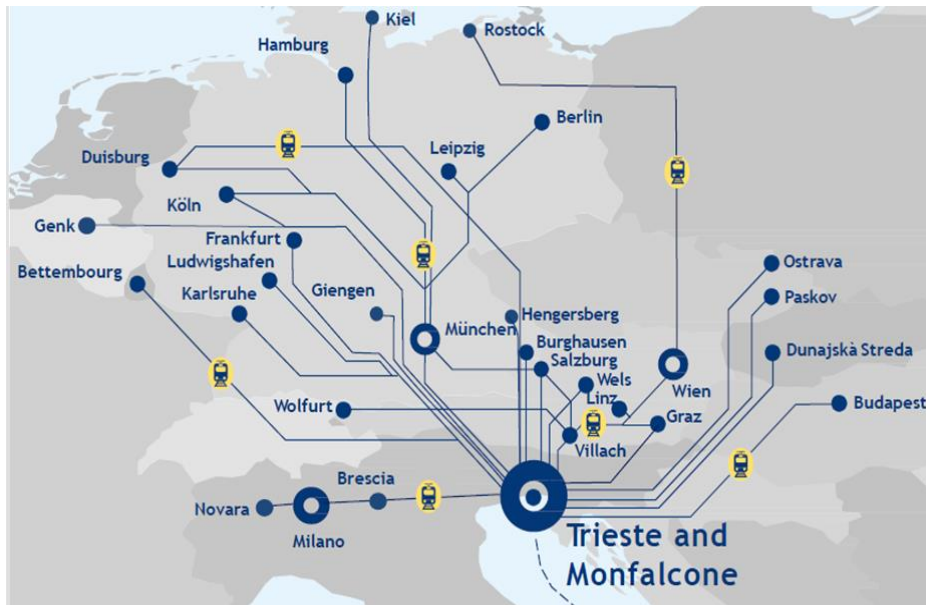 Kiel
Rostock
Hamburg
Berlin
Duisburg
Leipzig
Köln
Genk
Frankfurt
Ludwigshafen
Bettembourg
Karlsruhe
Giengen
Ostrava
Paskov
Hengersberg
München
Burghausen
Salzburg
Dunajskà Streda
Wels
Linz
Wien
Wolfurt
Graz
Budapest
Villach
Brescia
Novara
Milano
Trieste and
Monfalcone